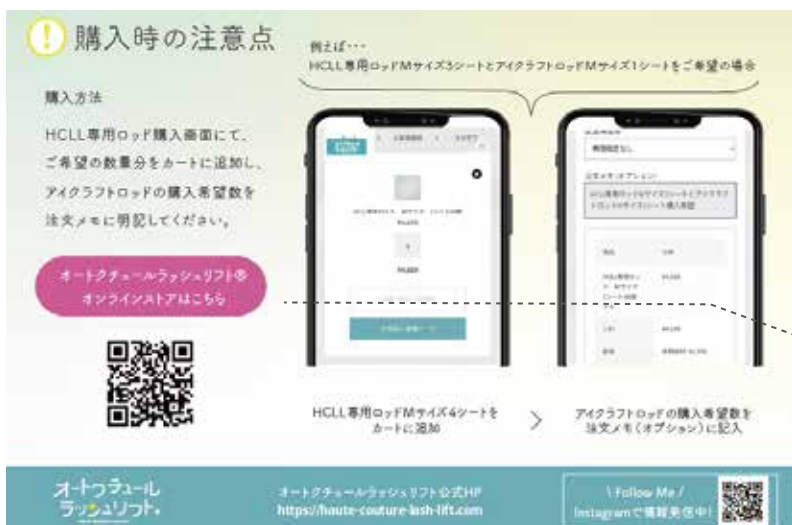 購入時の注意点
例えば・・・
HCLL専用ロッドMサイズ3シートとアイクラフトロッドMサイズ1シートをご希望の場合
購入方法
HCLL専用ロッド購入画面にて、
ご希望の数量分をカートに追加し、
アイクラフトロッドの購入希望数を
注文メモに明記してください。
オートクチュールラッシュリフト®
オンラインストアはこちら
HCLL専用ロッドMサイズ4シートを
カートに追加
>
アイクラフトロッドの購入希望数を
注文メモ(オプション)に記入
オートクチュール
ラッシュリフト.
オートクチュールラッシュリフト公式HP
https://haute-couture-lash-lift.com
\ Follow Me /
Instagramで情報発信中!